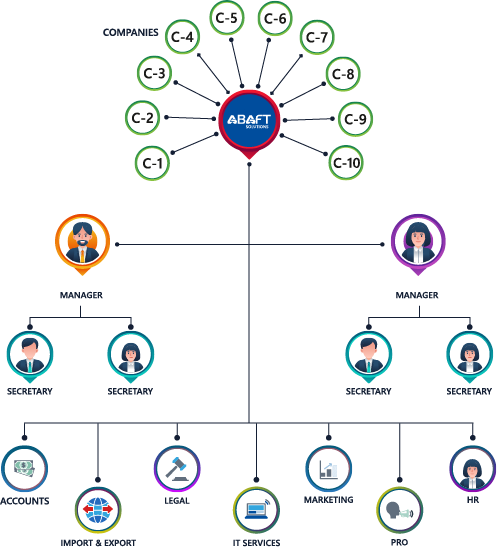 COMPANIES
C-1
C-2
C-3
C-4
C-5
C-6
C-7
C-8
C-9
C-10
ABAFT
SOLUTIONS
MANAGER
MANAGER
SECRETARY
SECRETARY
SECRETARY
SECRETARY
ACCOUNTS
IMPORT & EXPORT
LEGAL
IT SERVICES
MARKETING
PRO
HR